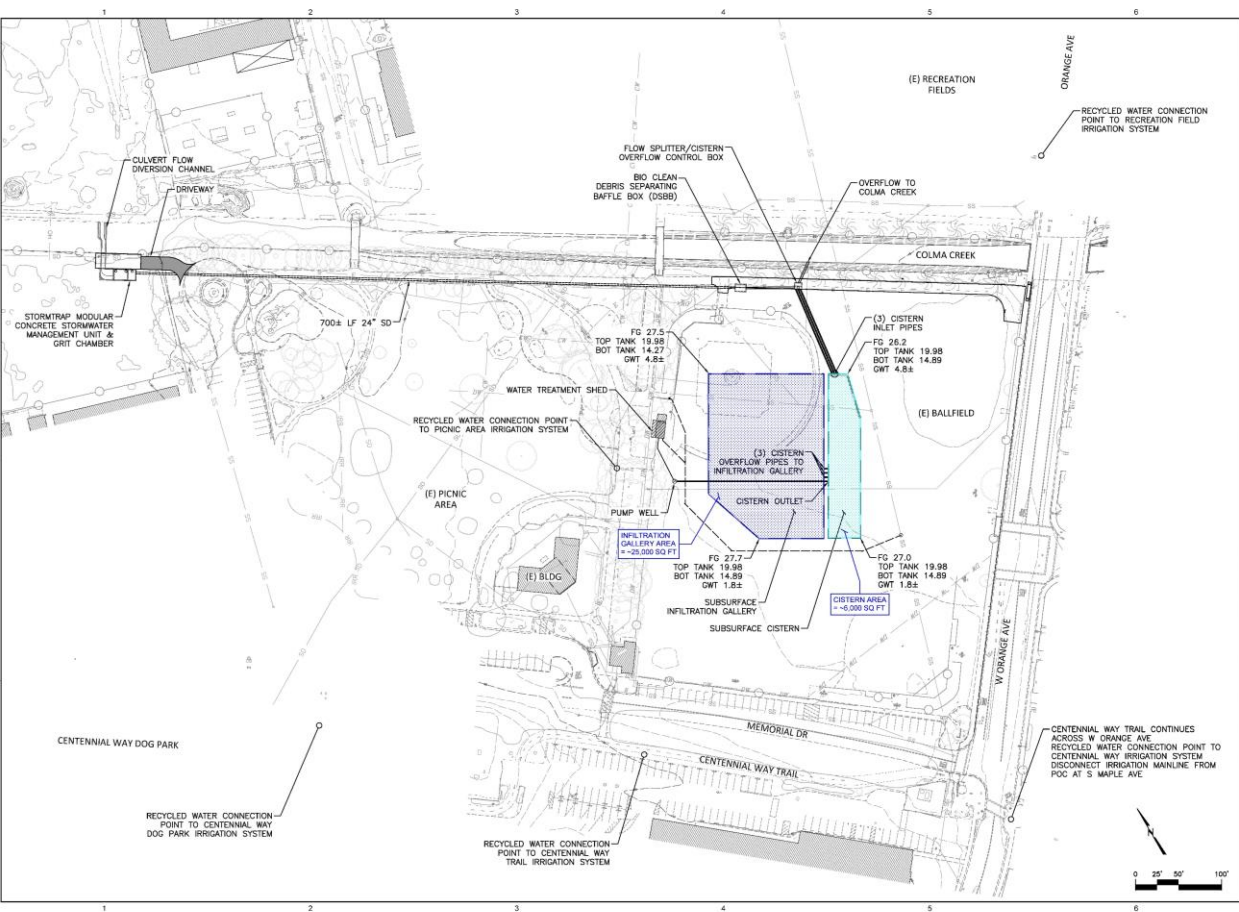 1 2 3 4 5 6
(E) RECREATION
FIELDS
ORANGE AVE
RECYCLED WATER CONNECTION
POINT TO RECREATION FIELD
IRRIGATION SYSTEM
CULVERT FLOW
DIVERSION CHANNEL
DRIVEWAY
FLOW SPLITTER/CISTERN
OVERFLOW CONTROL BOX
BIO CLEAN
DEBRIS SEPARATING
BAFFLE BOX (DSBB)
OVERFLOW TO
COLMA CREEK
COLMA CREEK
STORMTRAP MODULAR
CONCRETE STORMWATER
MANAGEMENT UNIT &
GRIT CHAMBER
700± LF 24" SD
FG 27.5
TOP TANK 19.98
BOT TANK 14.27
GWT 4.8±
(3) CISTERN
INLET PIPES
FG 26.2
TOP TANK 19.98
BOT TANK 14.89
GWT 4.8±
WATER TREATMENT SHED
RECYCLED WATER CONNECTION POINT
TO PICNIC AREA IRRIGATION SYSTEM
(E) BALLFIELD
(3) CISTERN
OVERFLOW PIPES TO
INFILTRATION GALLERY
CISTERN OUTLET
(E) PICNIC
AREA
PUMP WELL
INFILTRATION
GALLERY AREA
= ~25,000 SQ FT
FG 27.7
TOP TANK 19.98
BOT TANK 14.89
GWT 1.8±
FG 27.0
TOP TANK 19.98
BOT TANK 14.89
GWT 1.8±
(E) BLDG
SUBSURFACE
INFILTRATION GALLERY
CISTERN AREA
= ~6,000 SQ FT
SUBSURFACE CISTERN
W ORANGE AVE
MEMORIAL DR
CENTENNIAL WAY TRAIL
CENTENNIAL WAY DOG PARK
CENTENNIAL WAY TRAIL CONTINUES
ACROSS W ORANGE AVE
RECYCLED WATER CONNECTION POINT TO
CENTENNIAL WAY IRRIGATION SYSTEM
DISCONNECT IRRIGATION MAINLINE FROM
POC AT S MAPLE AVE
RECYCLED WATER CONNECTION
POINT TO CENTENNIAL WAY
DOG PARK IRRIGATION SYSTEM
RECYCLED WATER CONNECTION
POINT TO CENTENNIAL WAY
TRAIL IRRIGATION SYSTEM
N
0 25' 50' 100'
1 2 3 4 5 6